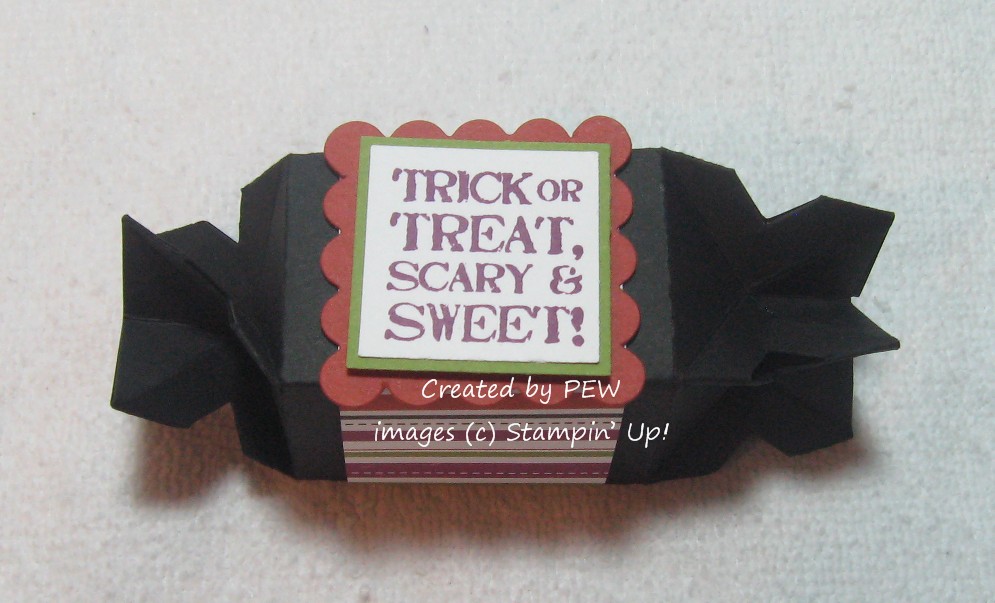 TRICK OR
TREAT,
SCARY &
SWEET!
Created by PEW
images (c) Stampin' Up!